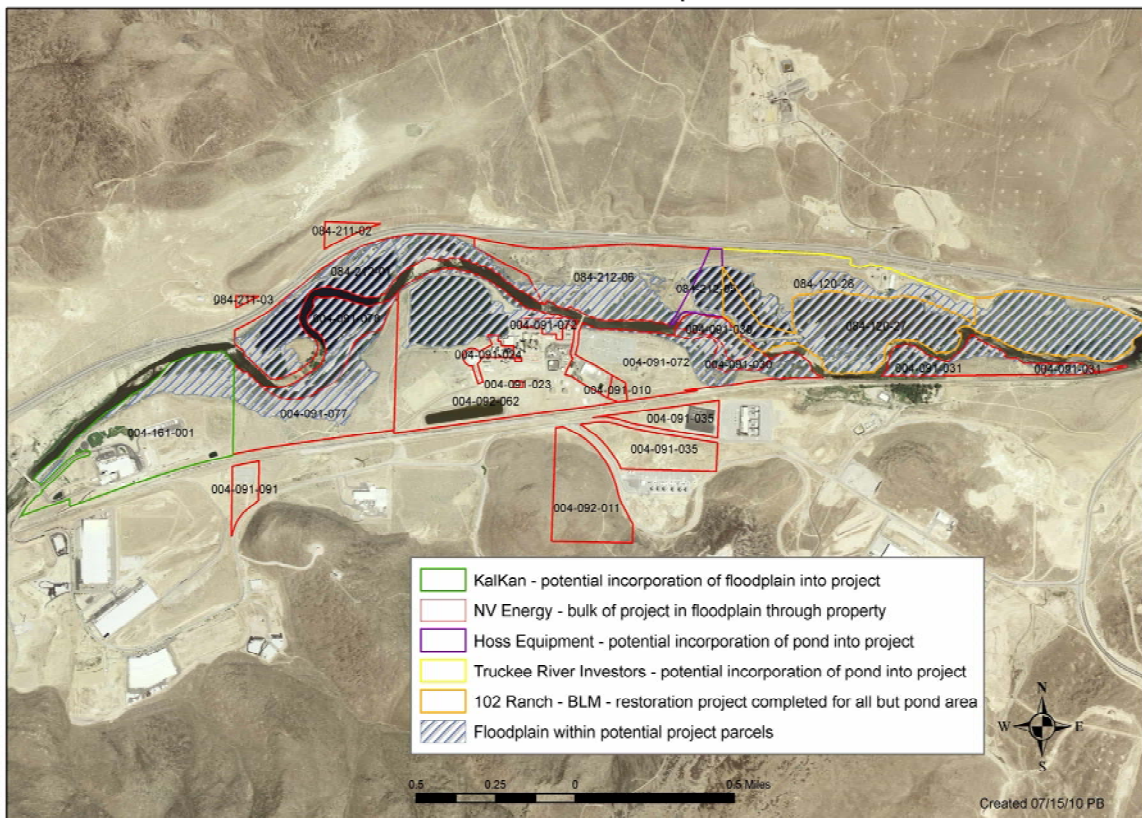 084-211-02
084-212-01
084-212-06
084-211-03
084-212-05
084-120-26
004-091-078
084-120-27
004-091-072
004-091-030
004-091-024
004-091-072
004-091-030
004-091-031
004-091-031
004-091-023
004-091-010
004-092-062
004-091-077
004-091-035
004-161-001
004-091-035
004-091-091
004-092-011
KalKan - potential incorporation of floodplain into project
NV Energy - bulk of project in floodplain through property
Hoss Equipment - potential incorporation of pond into project
Truckee River Investors - potential incorporation of pond into project
102 Ranch - BLM - restoration project completed for all but pond area
Floodplain within potential project parcels
N
W E
S
0.5 0.25 0 0.5 Miles
Created 07/15/10 PB